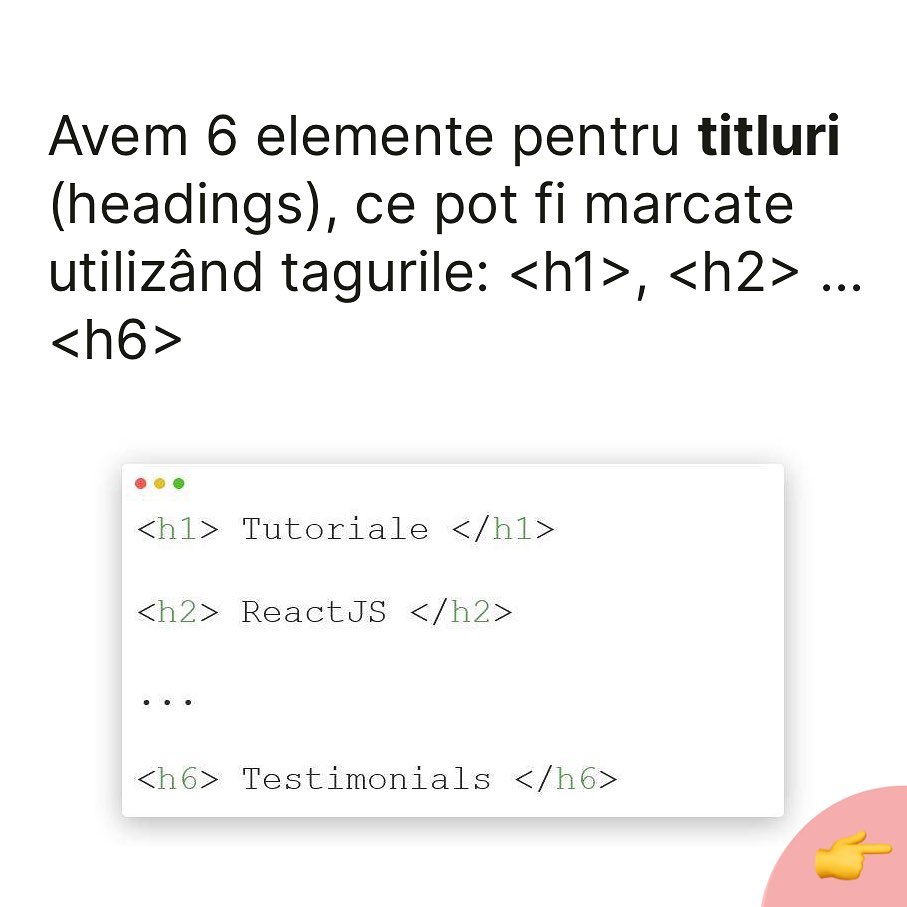 Avem 6 elemente pentru titluri
(headings), ce pot fi marcate
utilizând tagurile: <h1>, <h2> ...
<h6>
<h1> Tutoriale </h1>
<h2> ReactJS </h2>
...
<h6> Testimonials </h6>